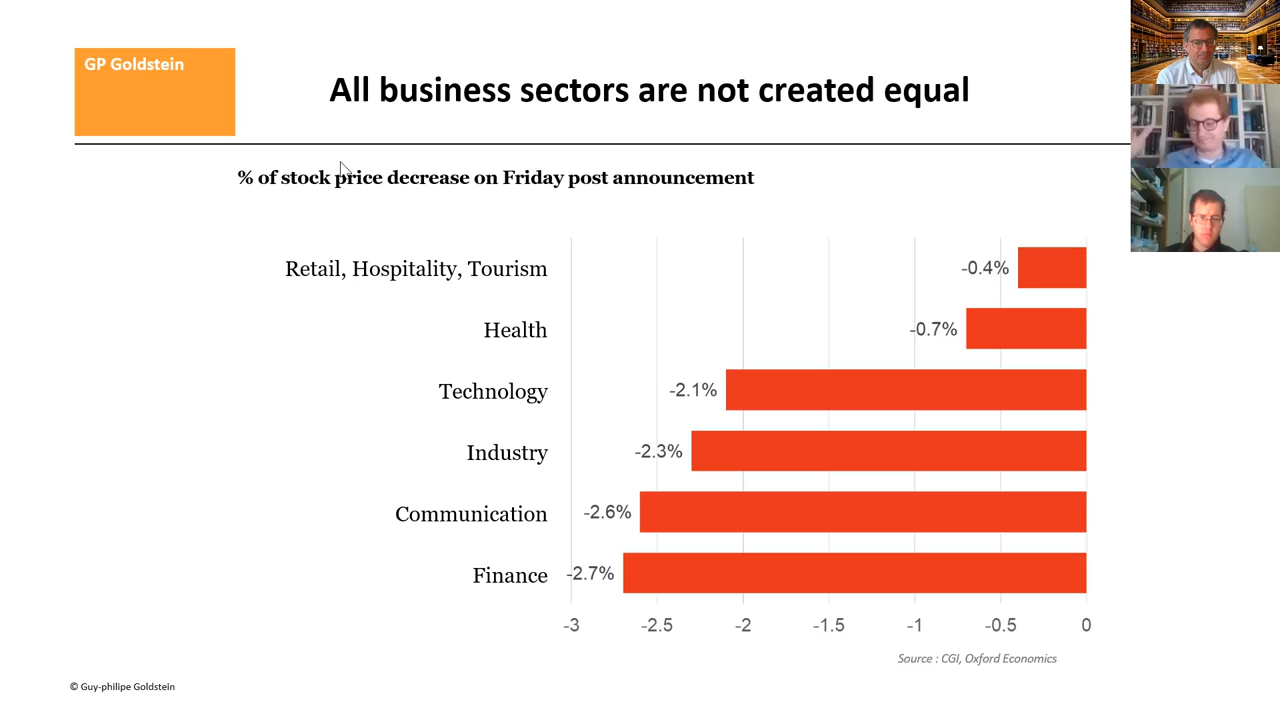 GP Goldstein
All business sectors are not created equal
% of stock price decrease on Friday post announcement
Retail, Hospitality, Tourism
-0.4%
Health
-0.7%
Technology
-2.1%
Industry
-2.3%
Communication
-2.6%
Finance
-2.7%
-3 -2.5 -2 -1.5 -1 -0.5 0
Source : CGI, Oxford Economics
© Guy-philipe Goldstein